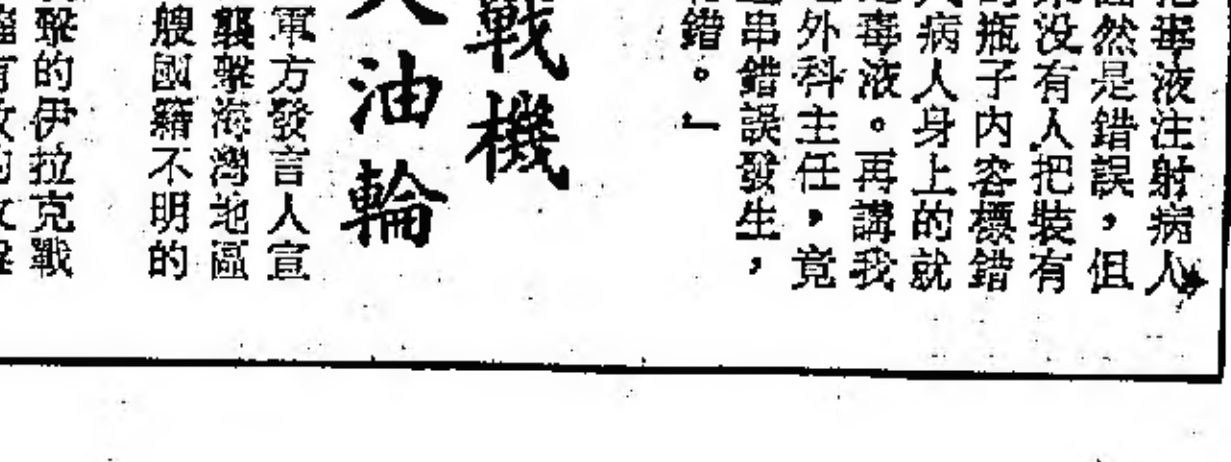 毒液注射病人
然是錯誤，但
没有人把裝有
瓶子内容標錯
病人身上的就
毒液。再講我
外科主任，竟
串錯誤發生，
錯。」
戰機
油輪
軍方發言人宣
襲擊海灣地區
艘國籍不明的
擊的伊拉克戰